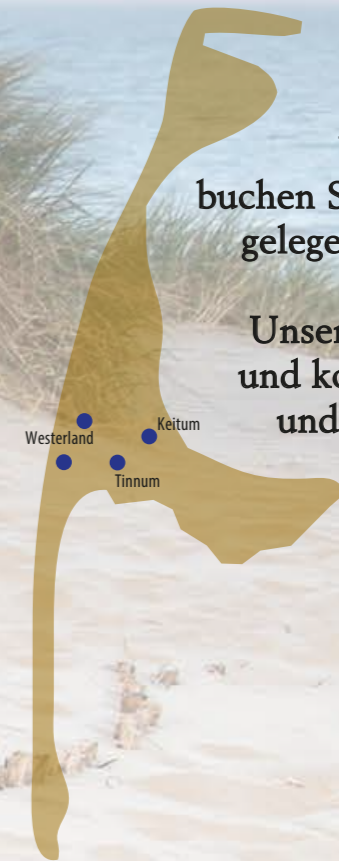 buchen S
gelege
Unser
und ko
und
Westerland
Keitum
Tinnum